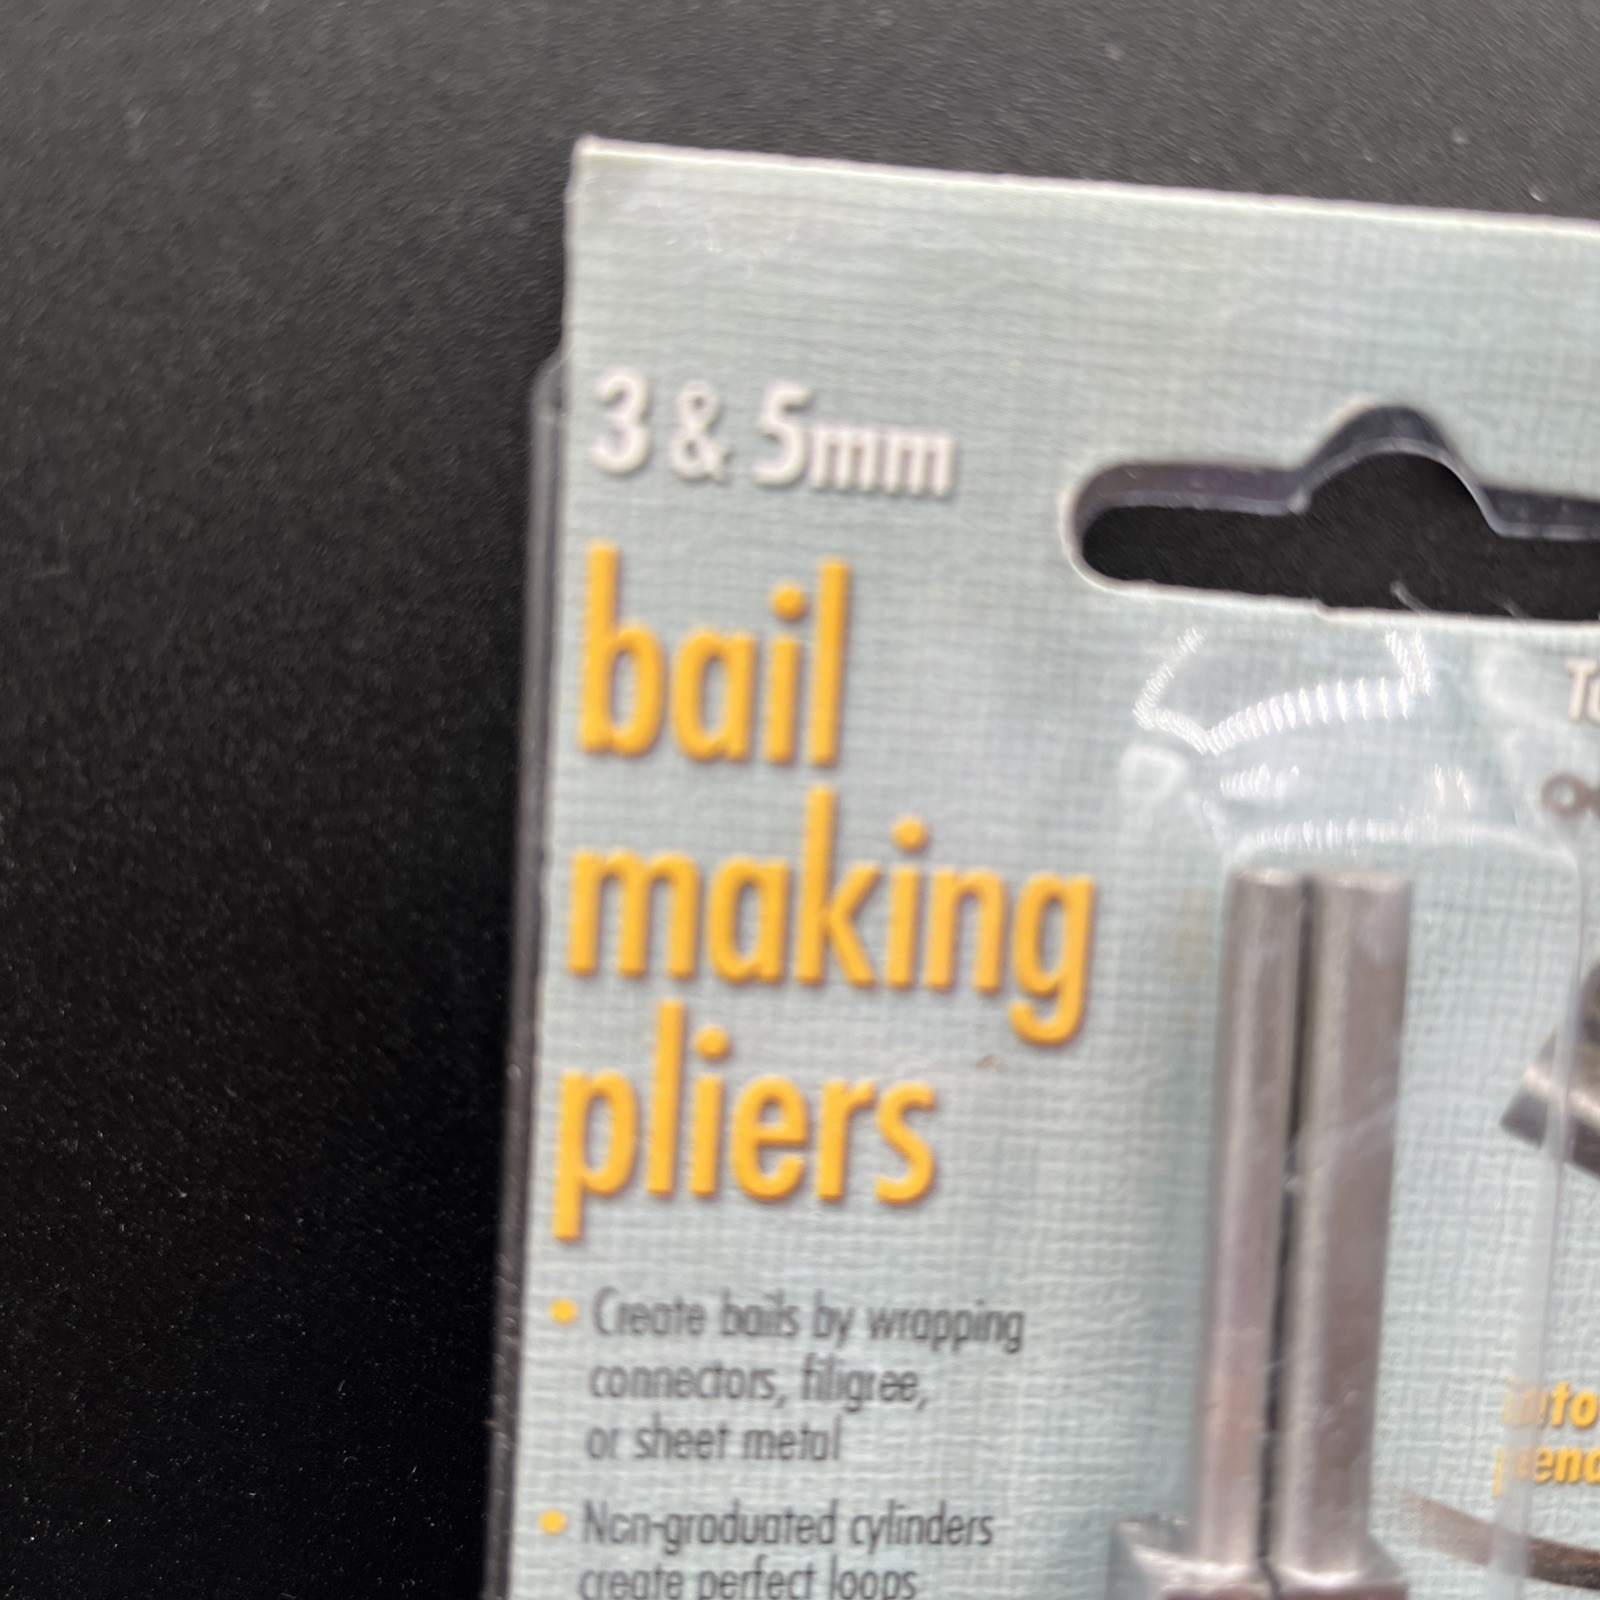 3 & 5mm
bail
making
pliers
• Create bails by wrapping
connectors, filigree,
or sheet metal
• Non-graduated cylinders
create perfect loops